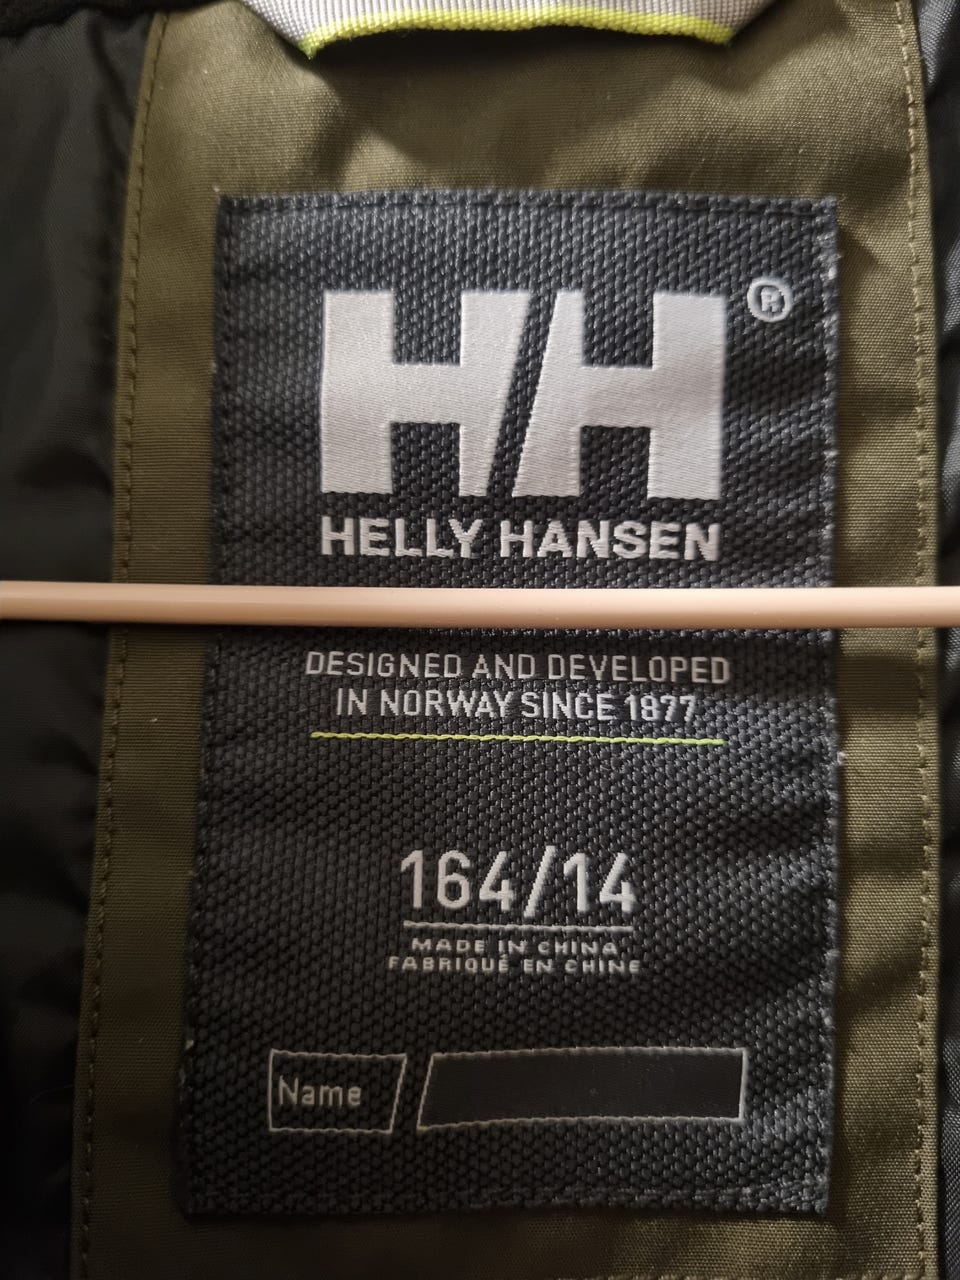 HH®
HELLY HANSEN
DESIGNED AND DEVELOPED
IN NORWAY SINCE 1877
164/14
MADE IN CHINA
FABRIQUÉ EN CHINE
Name